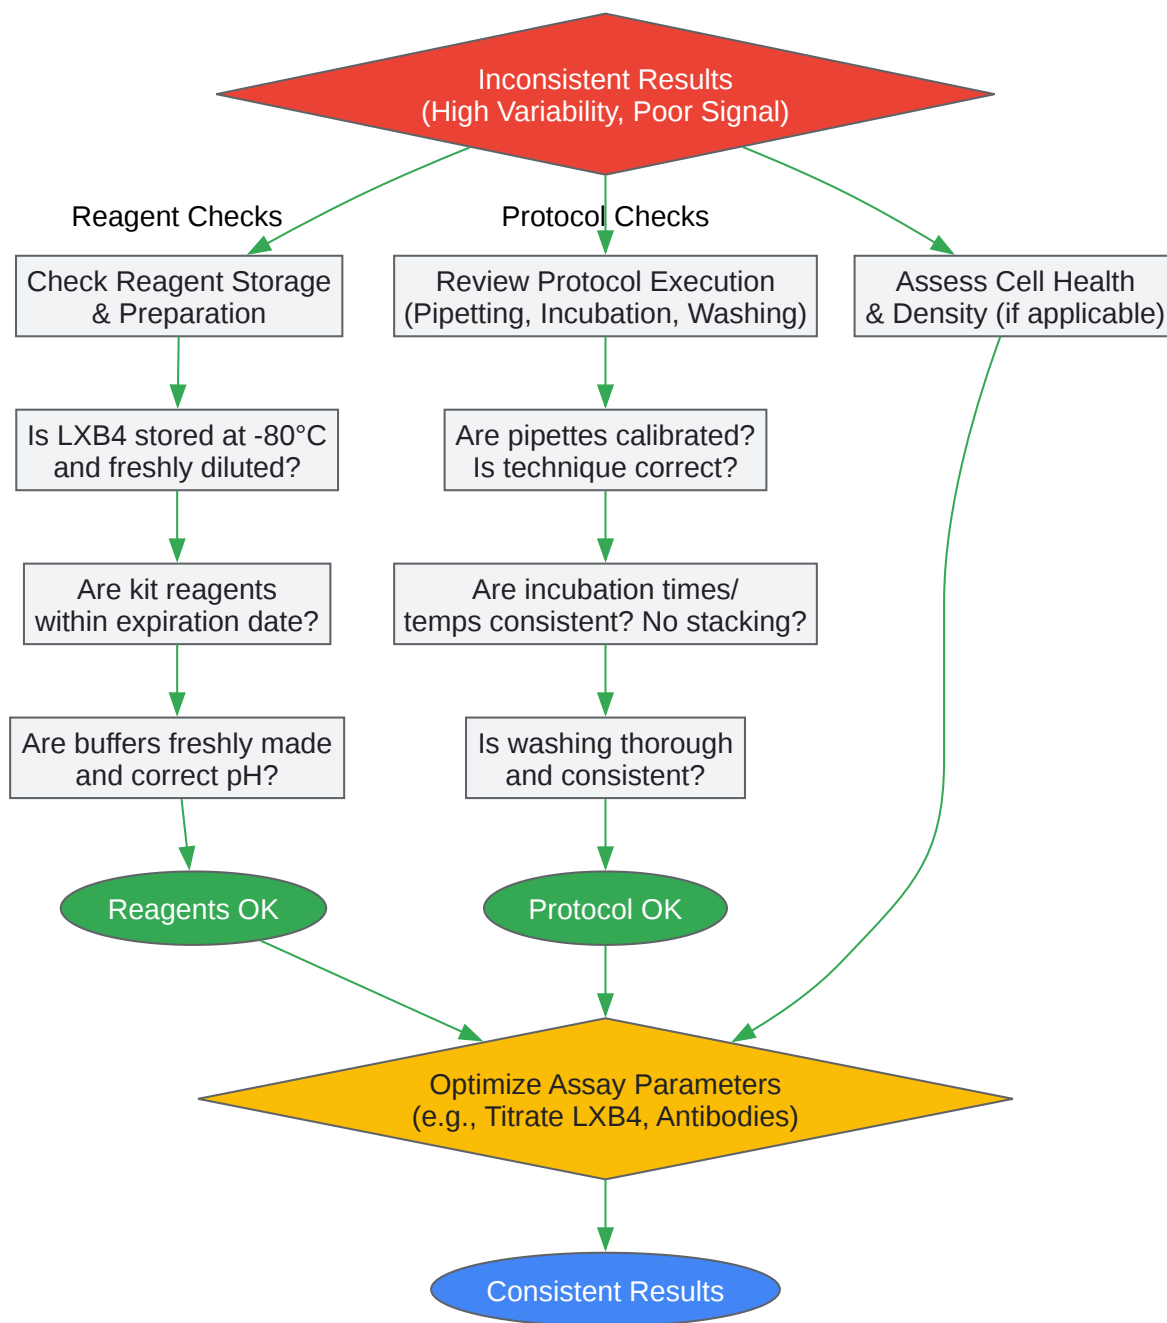 Inconsistent Results
(High Variability, Poor Signal)
Reagent Checks
Protocol Checks
Check Reagent Storage
& Preparation
Review Protocol Execution
(Pipetting, Incubation, Washing)
Assess Cell Health
& Density (if applicable)
Is LXB4 stored at -80°C
and freshly diluted?
Are pipettes calibrated?
Is technique correct?
Are kit reagents
within expiration date?
Are incubation times/
temps consistent? No stacking?
Are buffers freshly made
and correct pH?
Is washing thorough
and consistent?
Reagents OK
Protocol OK
Optimize Assay Parameters
(e.g., Titrate LXB4, Antibodies)
Consistent Results